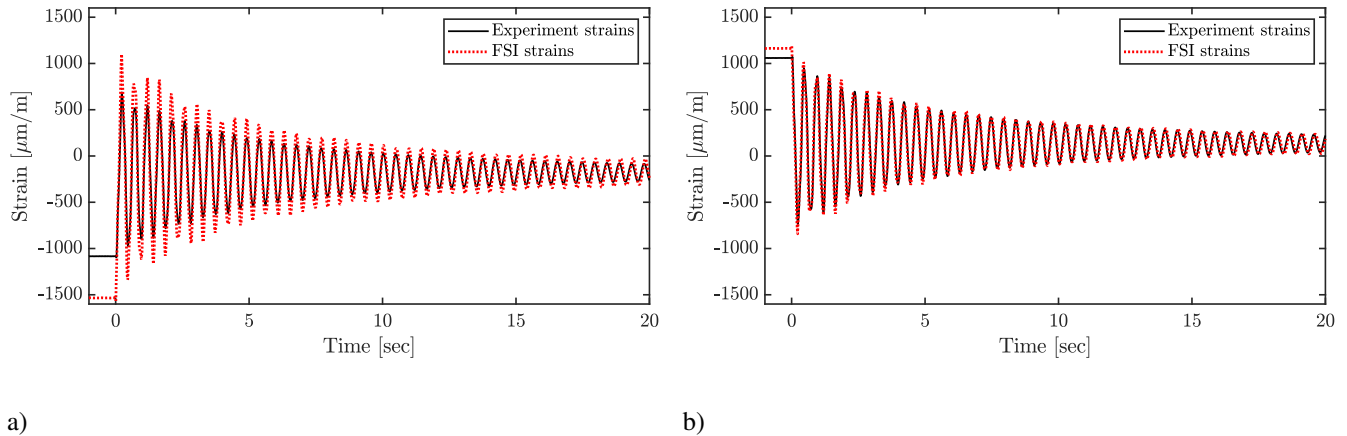 1500
1000
500
0
-500
-1000
-1500
Strain [μm/m]
0
5
10
15
20
Time [sec]
Experiment strains
FSI strains
a)
1500
1000
500
0
-500
-1000
-1500
Strain [μm/m]
0
5
10
15
20
Time [sec]
Experiment strains
FSI strains
b)